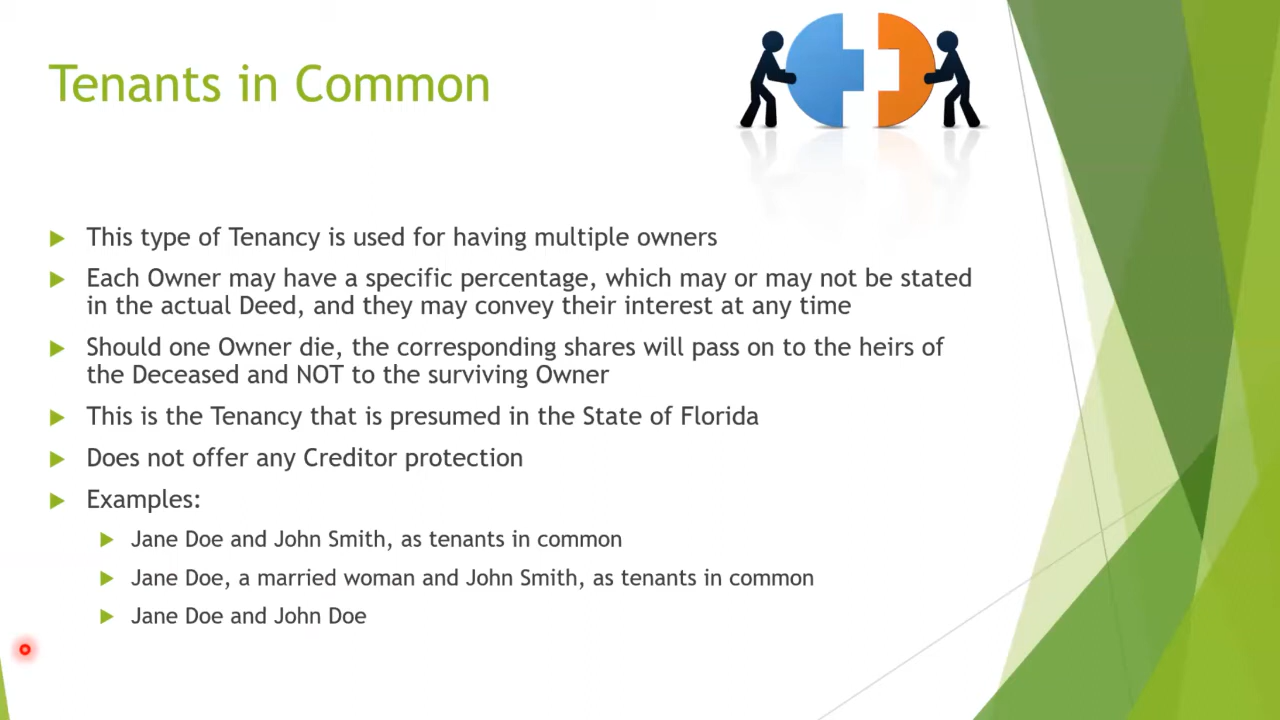 Tenants in Common
This type of Tenancy is used for having multiple owners
Each Owner may have a specific percentage, which may or may not be stated
in the actual Deed, and they may convey their interest at any time
Should one Owner die, the corresponding shares will pass on to the heirs of
the Deceased and NOT to the surviving Owner
This is the Tenancy that is presumed in the State of Florida
Does not offer any Creditor protection
Examples:
Jane Doe and John Smith, as tenants in common
Jane Doe, a married woman and John Smith, as tenants in common
Jane Doe and John Doe